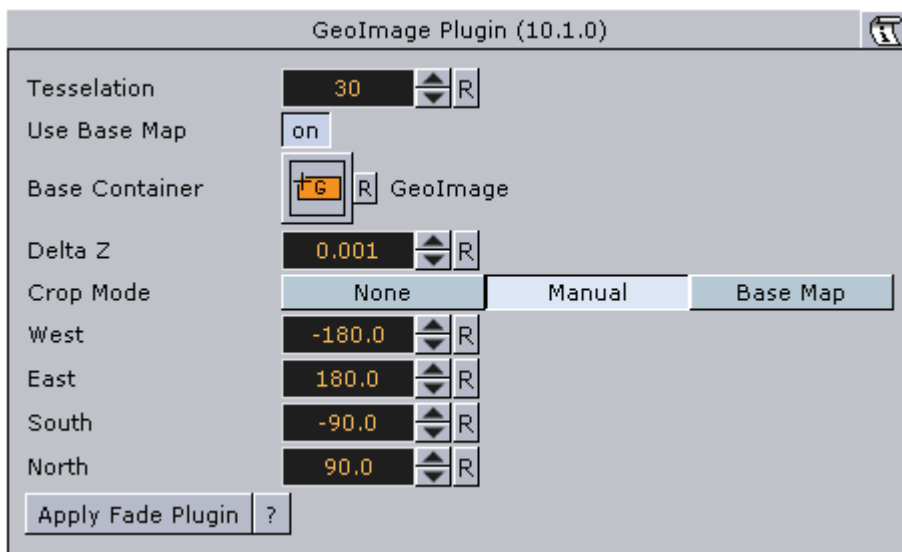 GeoImage Plugin (10.1.0)
Tesselation 30 R
Use Base Map on
Base Container G R GeoImage
Delta Z 0.001 R
Crop Mode None Manual Base Map
West -180.0 R
East 180.0 R
South -90.0 R
North 90.0 R
Apply Fade Plugin ?